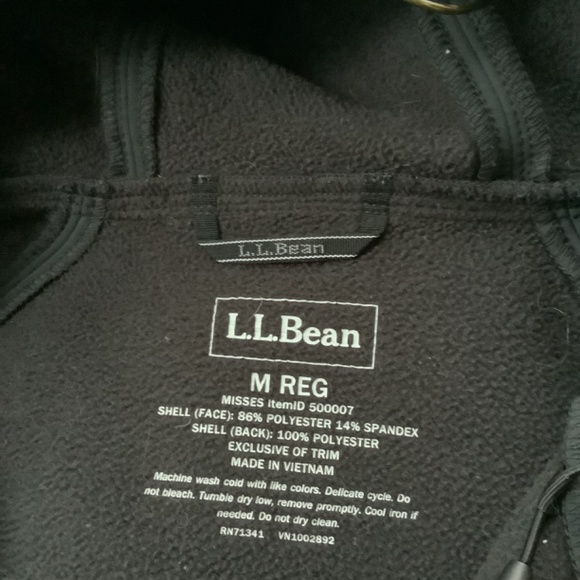 L.L.Bean
L.L.Bean
M REG
MISSES itemID 500007
SHELL (FACE): 86% POLYESTER 14% SPANDEX
SHELL (BACK): 100% POLYESTER
EXCLUSIVE OF TRIM
MADE IN VIETNAM
Machine wash cold with like colors. Delicate cycle. Do
not bleach. Tumble dry low, remove promptly. Cool iron if
needed. Do not dry clean.
RN71341 VN1002892